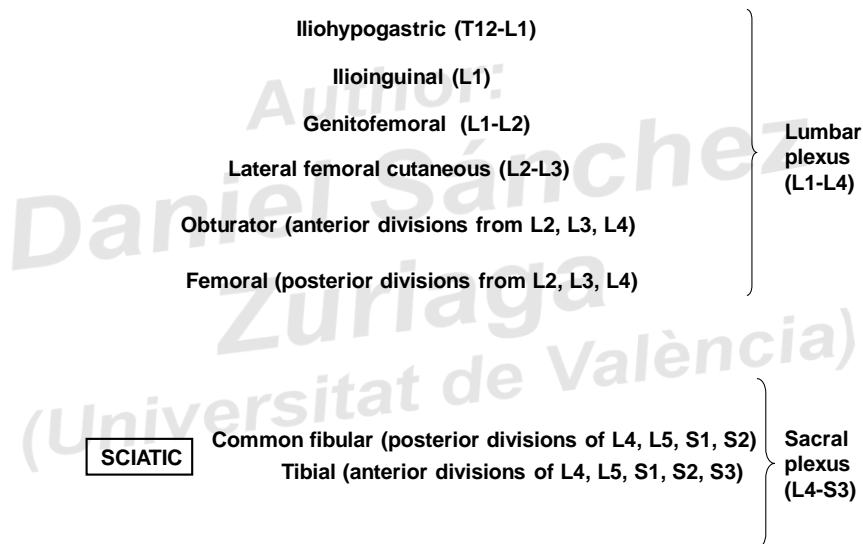 Iliohypogastric (T12-L1)
Ilioinguinal (L1)
Genitofemoral (L1-L2)
Lateral femoral cutaneous (L2-L3)
Obturator (anterior divisions from L2, L3, L4)
Femoral (posterior divisions from L2, L3, L4)
Lumbar
plexus
(L1-L4)
SCIATIC
Common fibular (posterior divisions of L4, L5, S1, S2)
Tibial (anterior divisions of L4, L5, S1, S2, S3)
Sacral
plexus
(L4-S3)
Author:
Daniel Sánchez
Zuriaga
(Universitat de València)